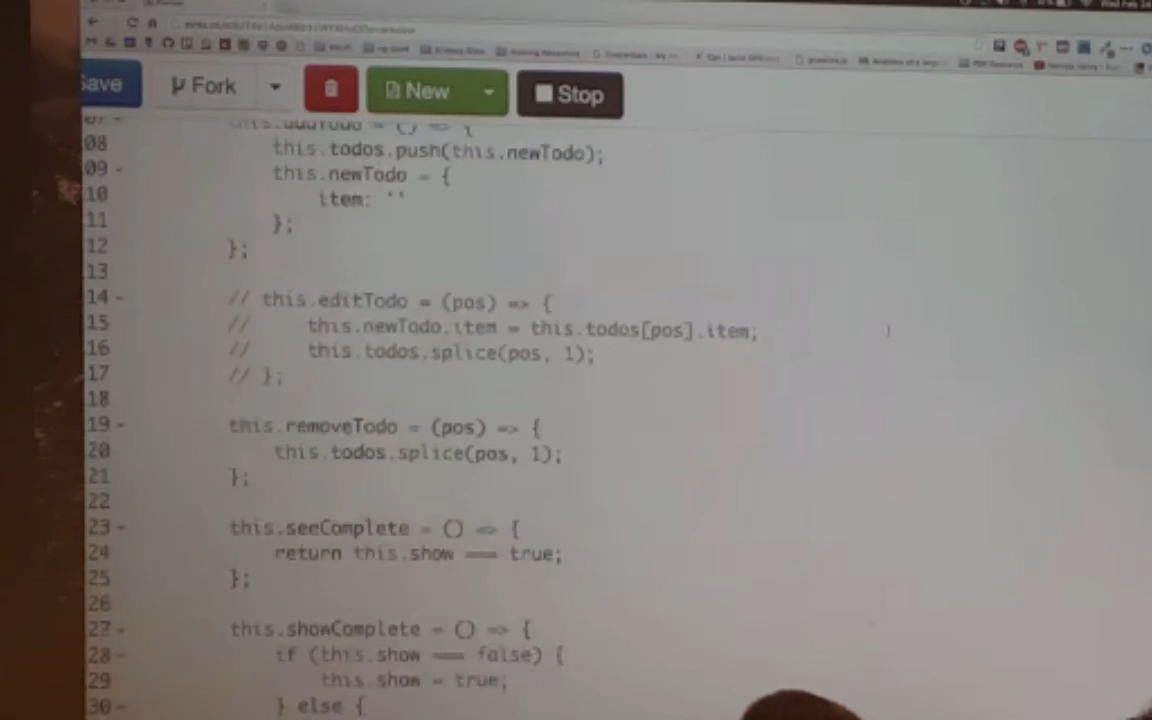 Save Fork New Stop
07 this.addTodo = () => {
08 this.todos.push(this.newTodo);
09 this.newTodo = {
10 item: ''
11 };
12 };
13
14 // this.editTodo = (pos) => {
15 // this.newTodo.item = this.todos[pos].item;
16 // this.todos.splice(pos, 1);
17 // };
18
19 this.removeTodo = (pos) => {
20 this.todos.splice(pos, 1);
21 };
22
23 this.seeComplete = () => {
24 return this.show === true;
25 };
26
27 this.showComplete = () => {
28 if (this.show === false) {
29 this.show = true;
30 } else {